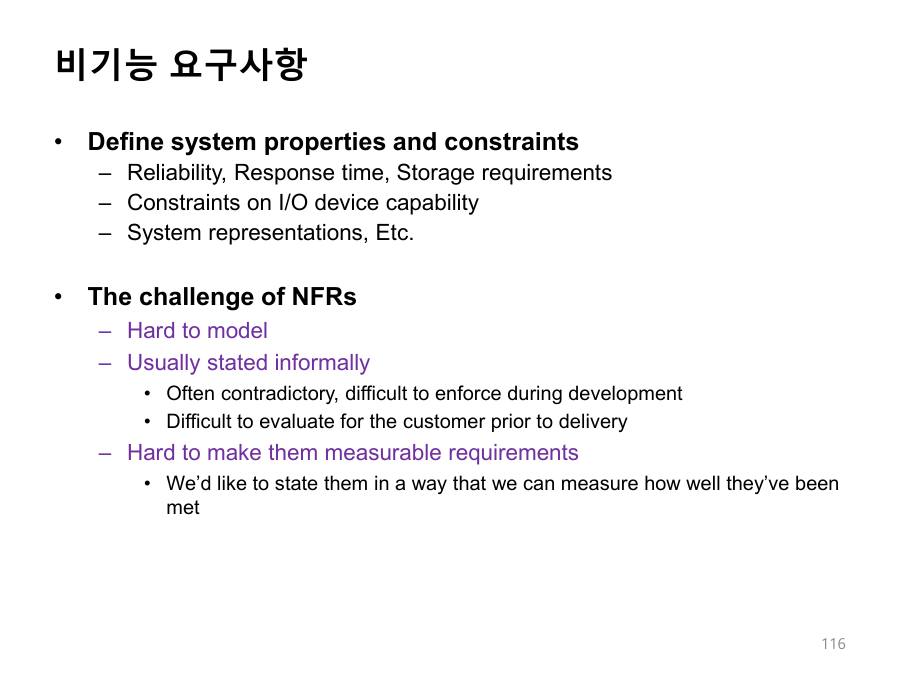 비기능 요구사항
• Define system properties and constraints
– Reliability, Response time, Storage requirements
– Constraints on I/O device capability
– System representations, Etc.
• The challenge of NFRs
– Hard to model
– Usually stated informally
• Often contradictory, difficult to enforce during development
• Difficult to evaluate for the customer prior to delivery
– Hard to make them measurable requirements
• We’d like to state them in a way that we can measure how well they’ve been
met
116